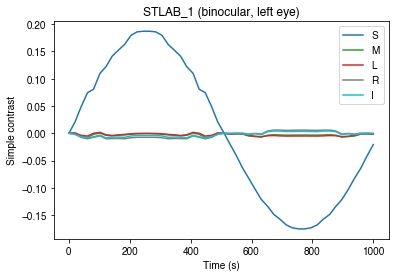 STLAB_1 (binocular, left eye)
Simple contrast
0.20
0.15
0.10
0.05
0.00
−0.05
−0.10
−0.15
0
200
400
600
800
1000
Time (s)
S
M
L
R
I